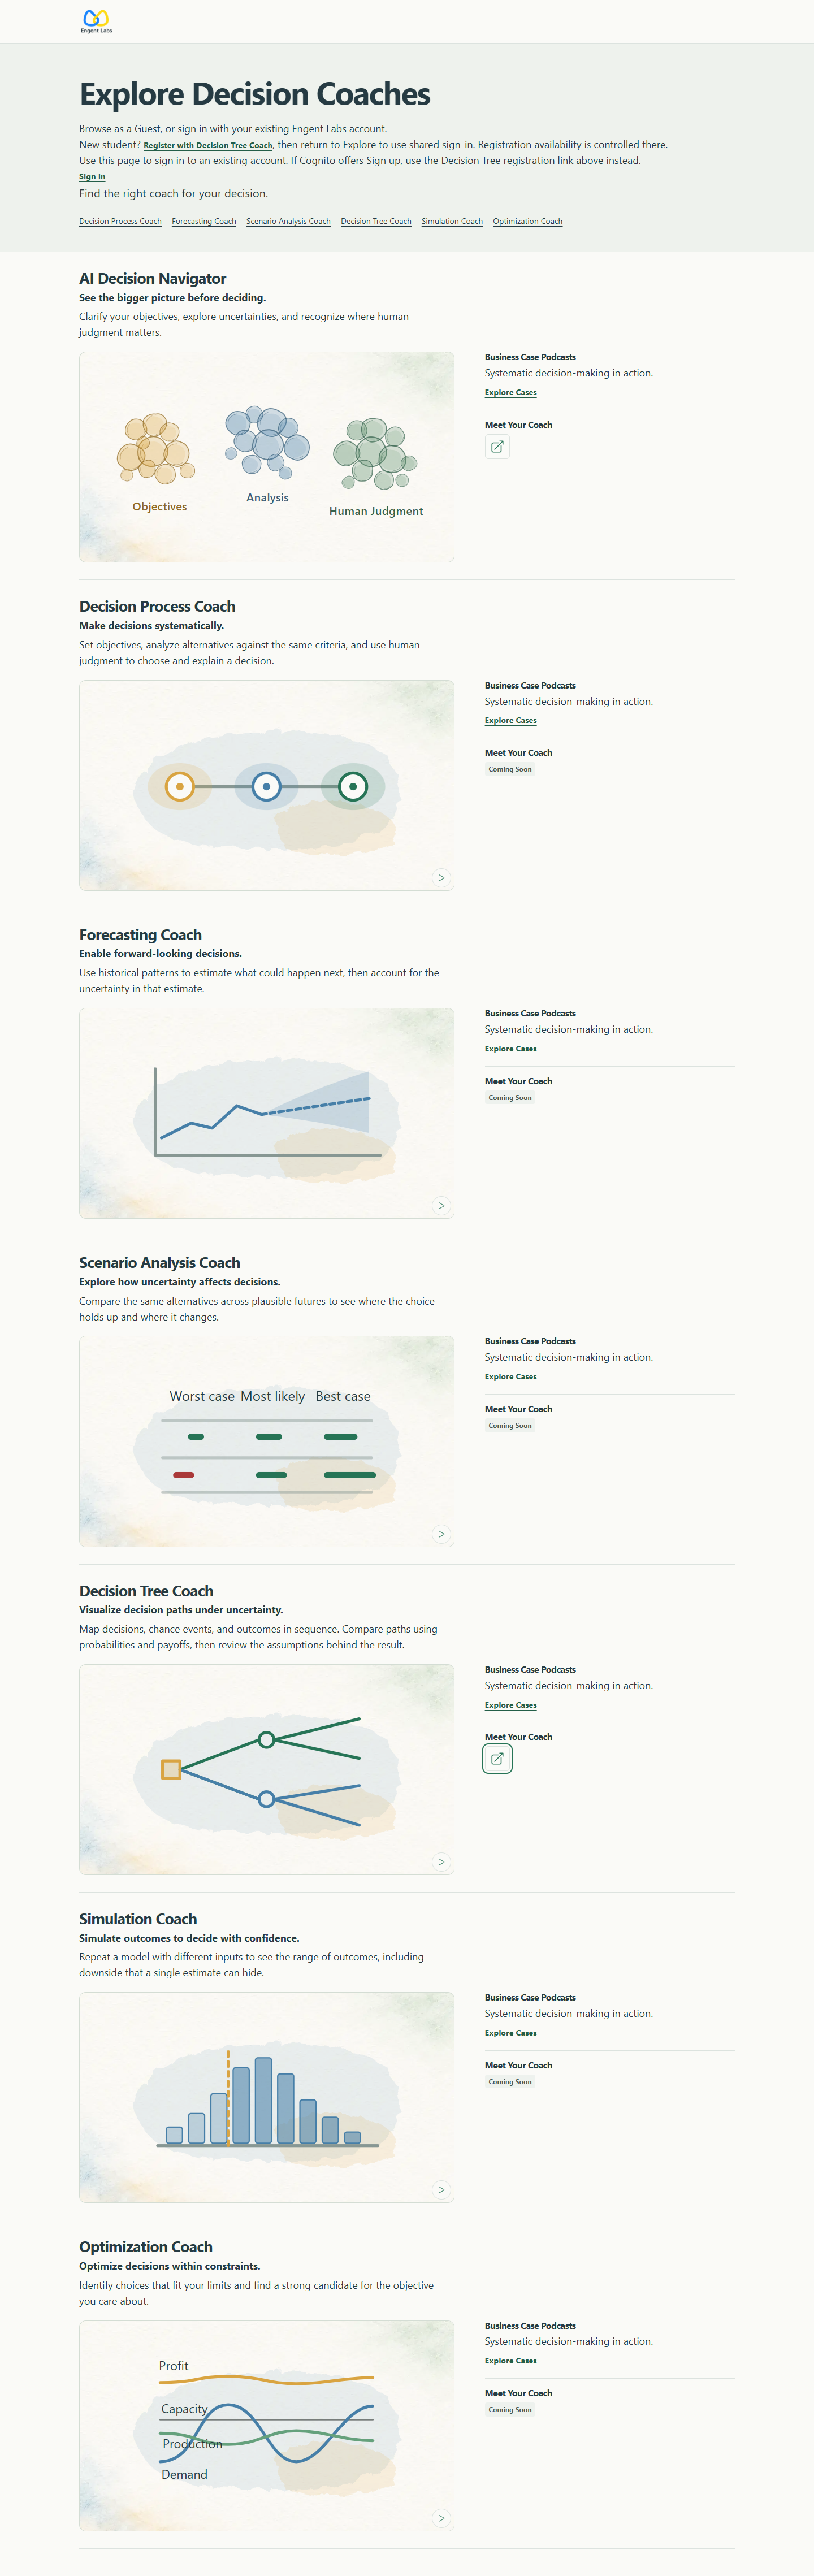 Engent Labs
Explore Decision Coaches
Browse as a Guest, or sign in with your existing Engent Labs account.
New student? Register with Decision Tree Coach, then return to Explore to use shared sign-in. Registration availability is controlled there.
Use this page to sign in to an existing account. If Cognito offers Sign up, use the Decision Tree registration link above instead.
Sign in
Find the right coach for your decision.
Decision Process Coach Forecasting Coach Scenario Analysis Coach Decision Tree Coach Simulation Coach Optimization Coach
AI Decision Navigator
See the bigger picture before deciding.
Clarify your objectives, explore uncertainties, and recognize where human
judgment matters.
Objectives
Analysis
Human Judgment
Business Case Podcasts
Systematic decision-making in action.
Explore Cases
Meet Your Coach
Decision Process Coach
Make decisions systematically.
Set objectives, analyze alternatives against the same criteria, and use human
judgment to choose and explain a decision.
Business Case Podcasts
Systematic decision-making in action.
Explore Cases
Meet Your Coach
Coming Soon
Forecasting Coach
Enable forward-looking decisions.
Use historical patterns to estimate what could happen next, then account for the
uncertainty in that estimate.
Business Case Podcasts
Systematic decision-making in action.
Explore Cases
Meet Your Coach
Coming Soon
Scenario Analysis Coach
Explore how uncertainty affects decisions.
Compare the same alternatives across plausible futures to see where the choice
holds up and where it changes.
Worst case Most likely Best case
Business Case Podcasts
Systematic decision-making in action.
Explore Cases
Meet Your Coach
Coming Soon
Decision Tree Coach
Visualize decision paths under uncertainty.
Map decisions, chance events, and outcomes in sequence. Compare paths using
probabilities and payoffs, then review the assumptions behind the result.
Business Case Podcasts
Systematic decision-making in action.
Explore Cases
Meet Your Coach
Simulation Coach
Simulate outcomes to decide with confidence.
Repeat a model with different inputs to see the range of outcomes, including
downside that a single estimate can hide.
Business Case Podcasts
Systematic decision-making in action.
Explore Cases
Meet Your Coach
Coming Soon
Optimization Coach
Optimize decisions within constraints.
Identify choices that fit your limits and find a strong candidate for the objective
you care about.
Profit
Capacity
Production
Demand
Business Case Podcasts
Systematic decision-making in action.
Explore Cases
Meet Your Coach
Coming Soon